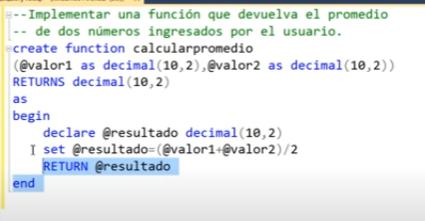 --Implementar una función que devuelva el promedio
-- de dos números ingresados por el usuario.
create function calcularpromedio
(@valor1 as decimal(10,2),@valor2 as decimal(10,2))
RETURNS decimal(10,2)
as
begin
declare @resultado decimal(10,2)
set @resultado=(@valor1+@valor2)/2
RETURN @resultado
end